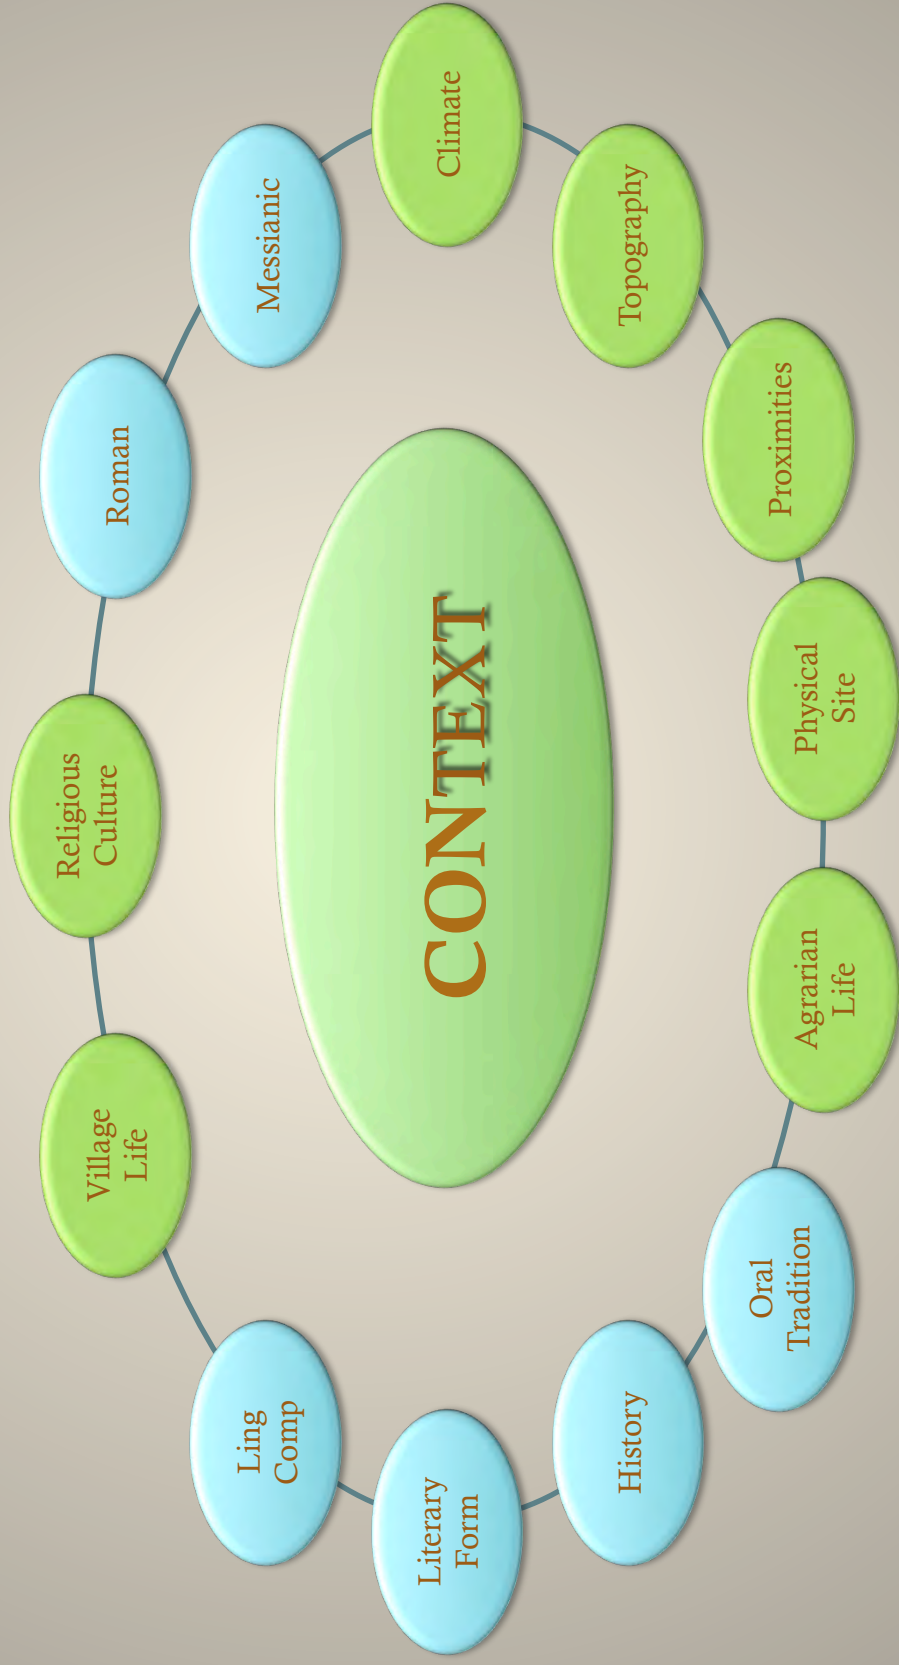 Religious
Culture
Roman
Messianic
Climate
Topography
Proximities
Physical
Site
Agrarian
Life
Oral
Tradition
History
Literary
Form
Ling
Comp
Village
Life
CONTEXT